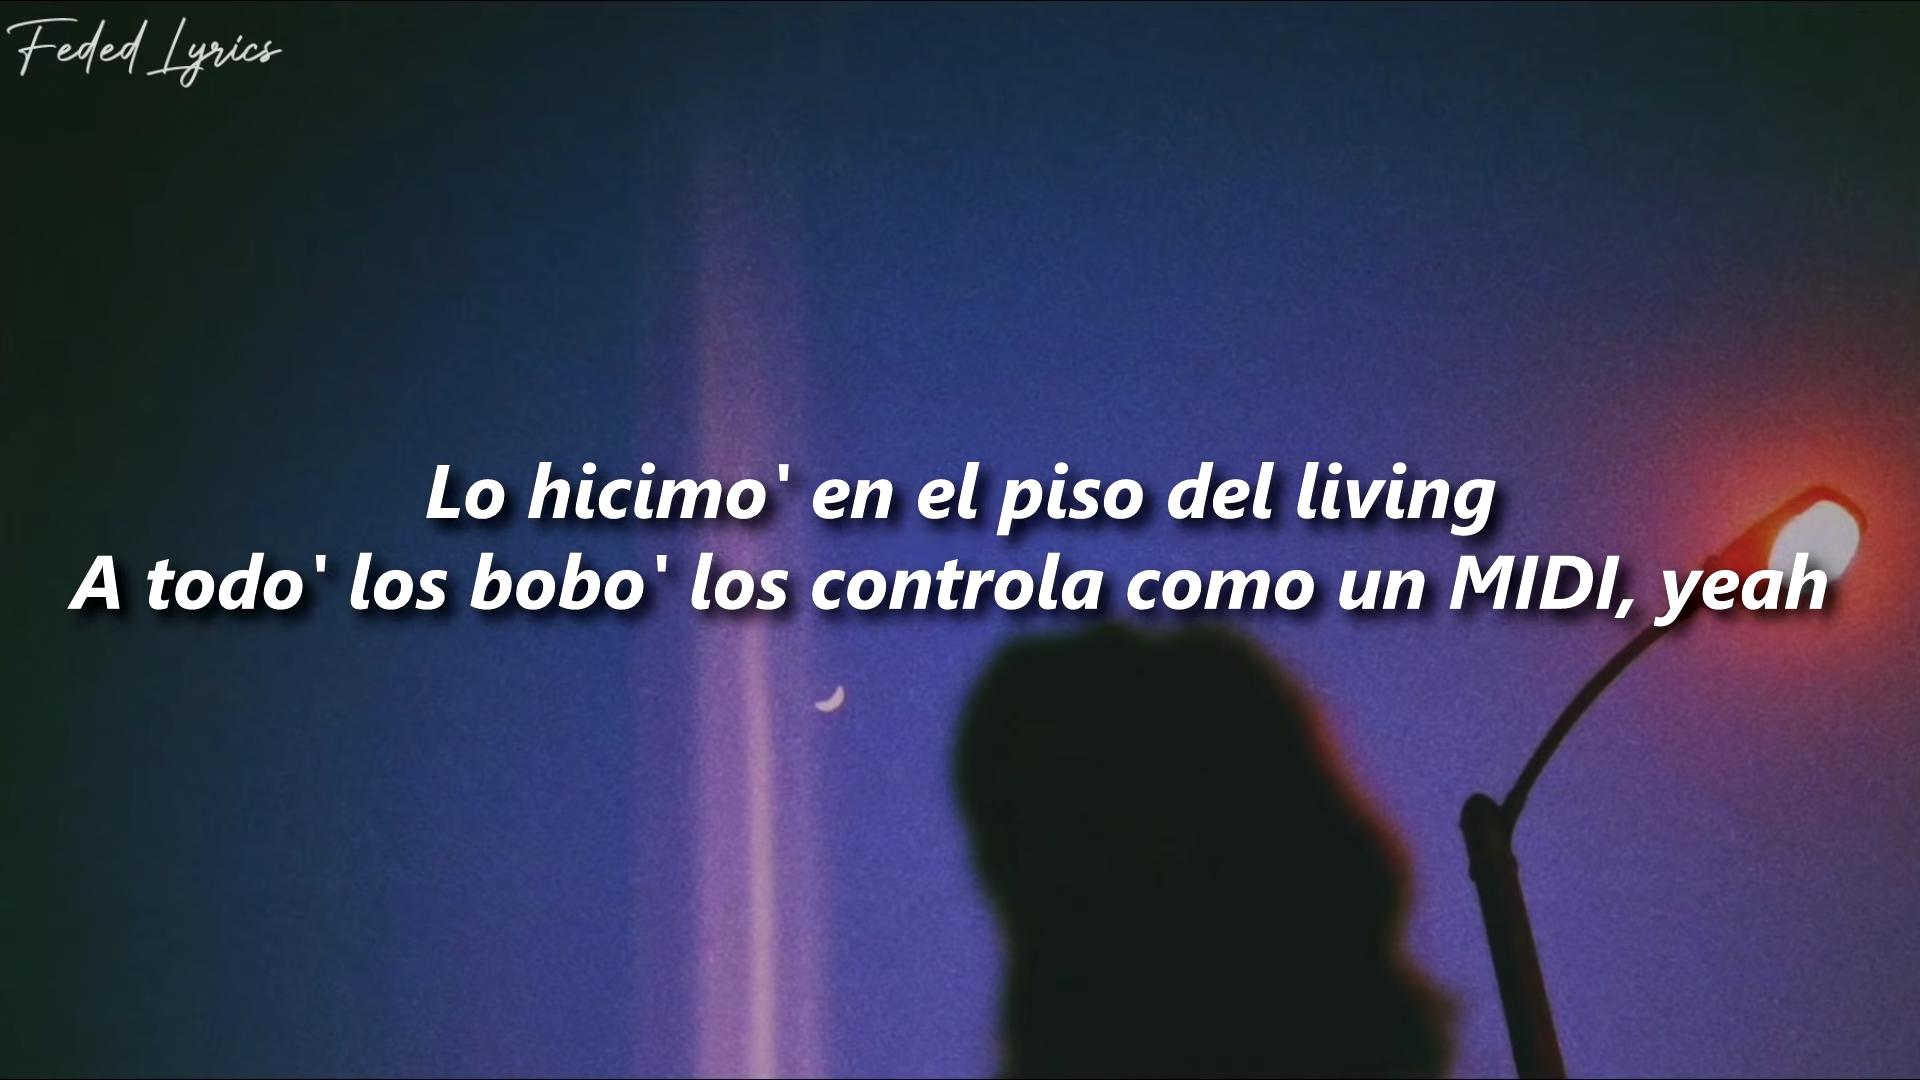 Feded Lyrics
Lo hicimo' en el piso del living
A todo' los bobo' los controla como un MIDI, yeah